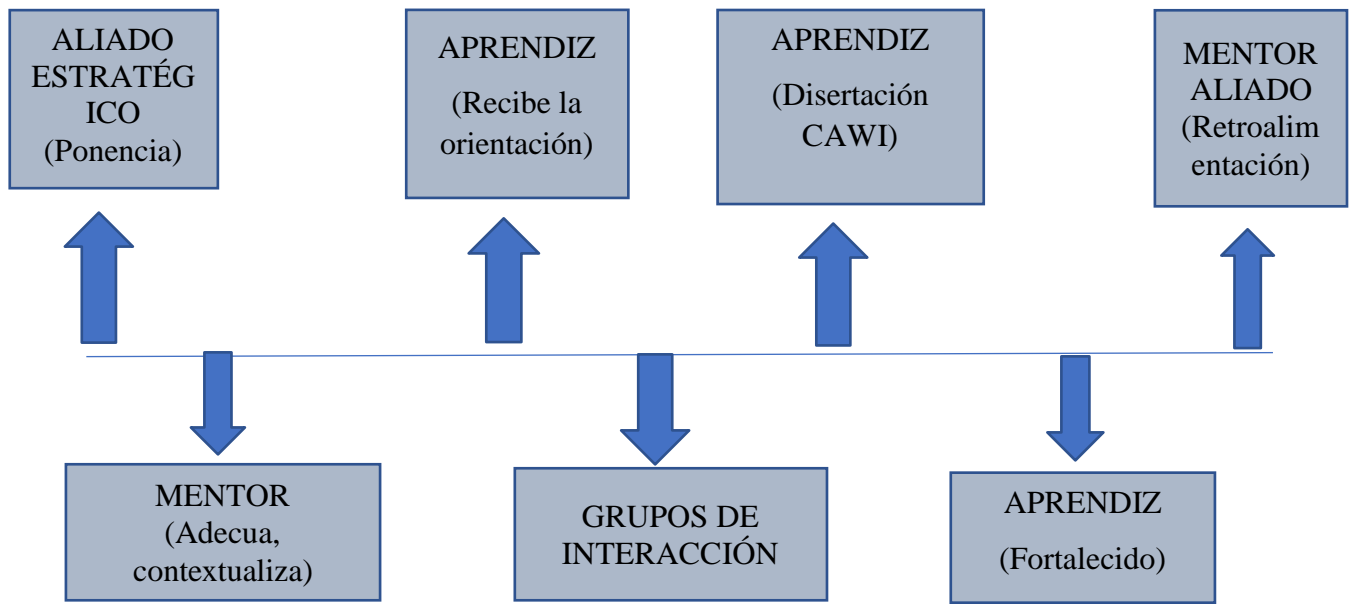 ALIADO
ESTRATÉG
ICO
(Ponencia)
APRENDIZ
(Recibe la
orientación)
APRENDIZ
(Disertación
CAWI)
MENTOR
ALIADO
(Retroalim
entación)
MENTOR
(Adecua,
contextualiza)
GRUPOS DE
INTERACCIÓN
APRENDIZ
(Fortalecido)